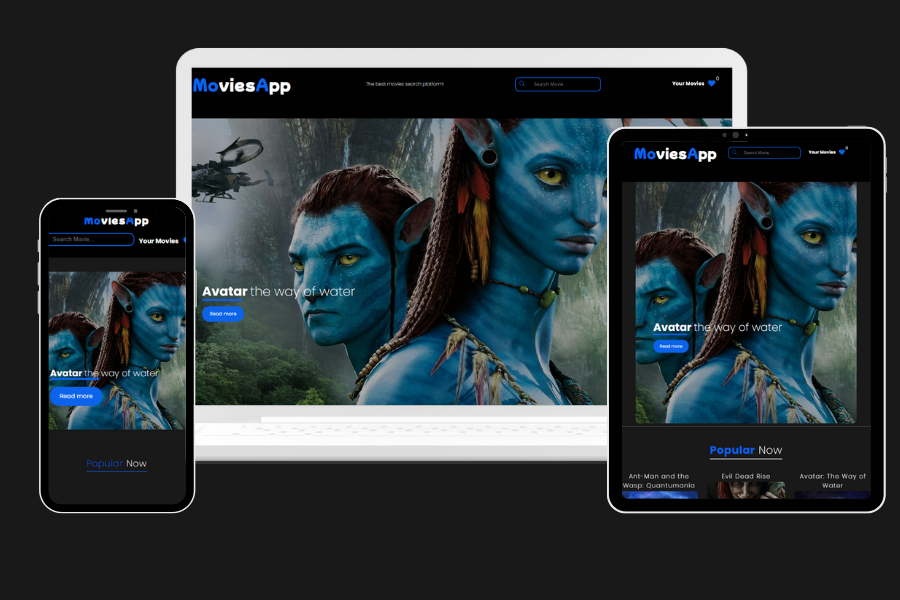 MoviesApp
The best movies search platform!
Search Movie...
Your Movies
0
Avatar the way of water
Read more
MoviesApp
Search Movie...
Your Movies
0
Avatar the way of water
Read more
Popular Now
Ant-Man and the
Wasp: Quantumania
Evil Dead Rise
Avatar: The Way of
Water
MoviesApp
Search Movie...
Your Movies
Avatar the way of water
Read more
Popular Now